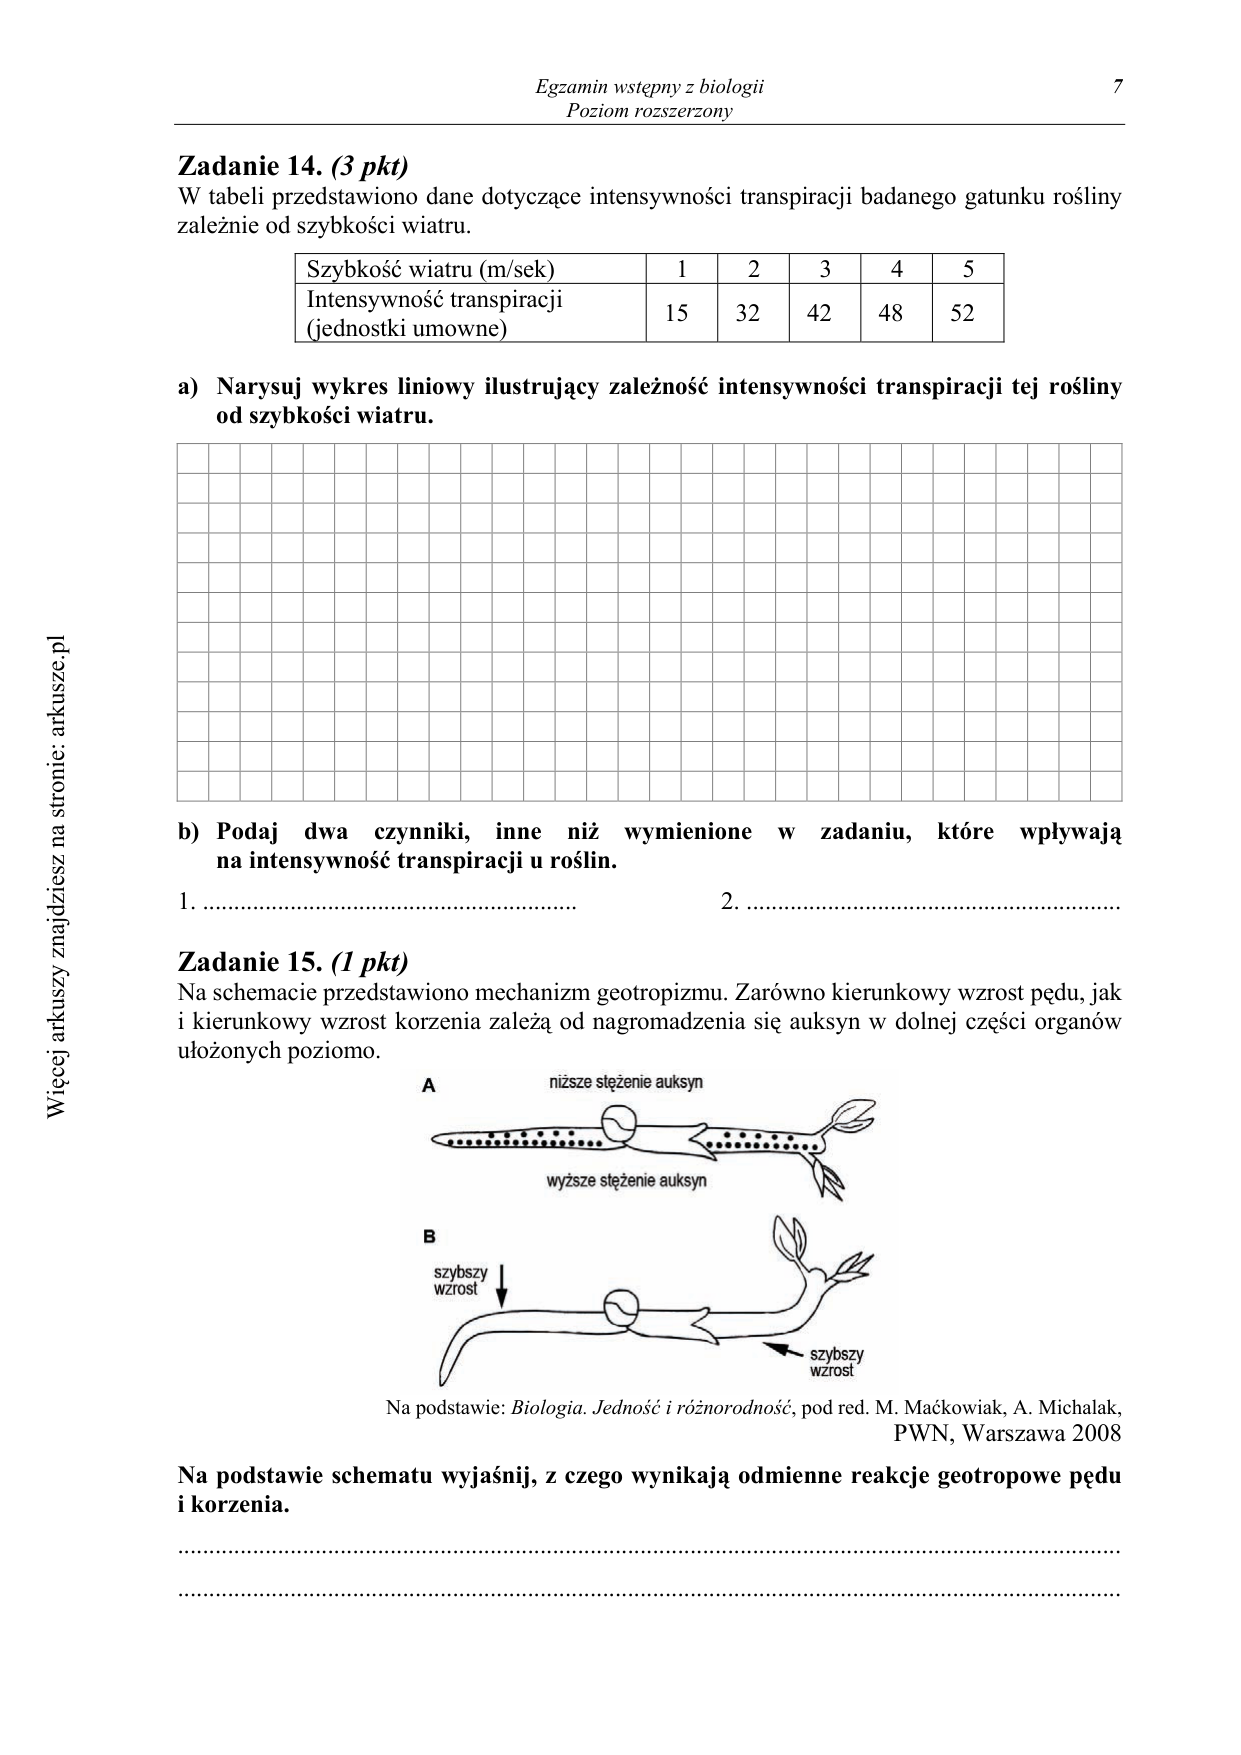 Egzamin wstępny z biologii
Poziom rozszerzony
7
Zadanie 14. (3 pkt)
W tabeli przedstawiono dane dotyczące intensywności transpiracji badanego gatunku rośliny
zależnie od szybkości wiatru.
Szybkość wiatru (m/sek) 1 2 3 4 5
Intensywność transpiracji
(jednostki umowne) 15 32 42 48 52
a) Narysuj wykres liniowy ilustrujący zależność intensywności transpiracji tej rośliny
od szybkości wiatru.
b) Podaj dwa czynniki, inne niż wymienione w zadaniu, które wpływają
na intensywność transpiracji u roślin.
1. ............................................................ 2. ............................................................
Zadanie 15. (1 pkt)
Na schemacie przedstawiono mechanizm geotropizmu. Zarówno kierunkowy wzrost pędu, jak
i kierunkowy wzrost korzenia zależą od nagromadzenia się auksyn w dolnej części organów
ułożonych poziomo.
A
niższe stężenie auksyn
wyższe stężenie auksyn
B
szybszy
wzrost
szybszy
wzrost
Na podstawie: Biologia. Jedność i różnorodność, pod red. M. Maćkowiak, A. Michalak,
PWN, Warszawa 2008
Na podstawie schematu wyjaśnij, z czego wynikają odmienne reakcje geotropowe pędu
i korzenia.
.......................................................................................................................................................
.......................................................................................................................................................
Więcej arkuszy znajdziesz na stronie: arkusze.pl